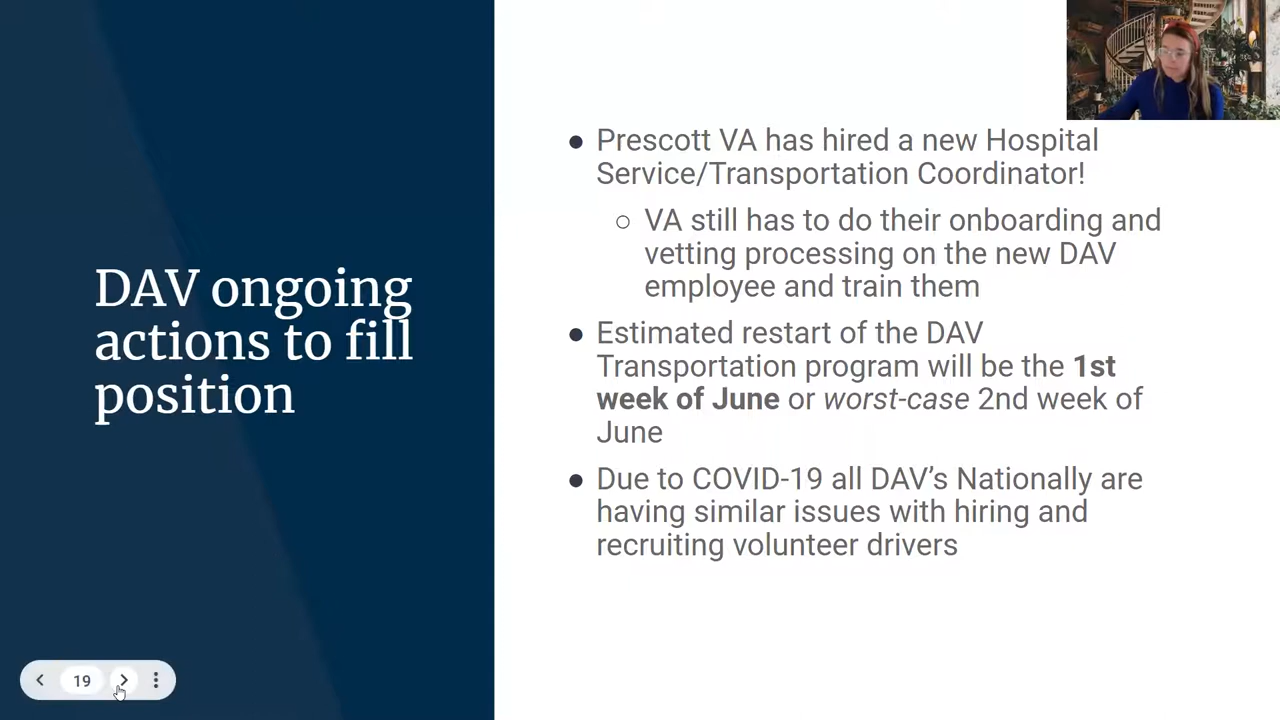 DAV ongoing
actions to fill
position
● Prescott VA has hired a new Hospital
Service/Transportation Coordinator!
○ VA still has to do their onboarding and
vetting processing on the new DAV
employee and train them
● Estimated restart of the DAV
Transportation program will be the 1st
week of June or worst-case 2nd week of
June
● Due to COVID-19 all DAV’s Nationally are
having similar issues with hiring and
recruiting volunteer drivers
19